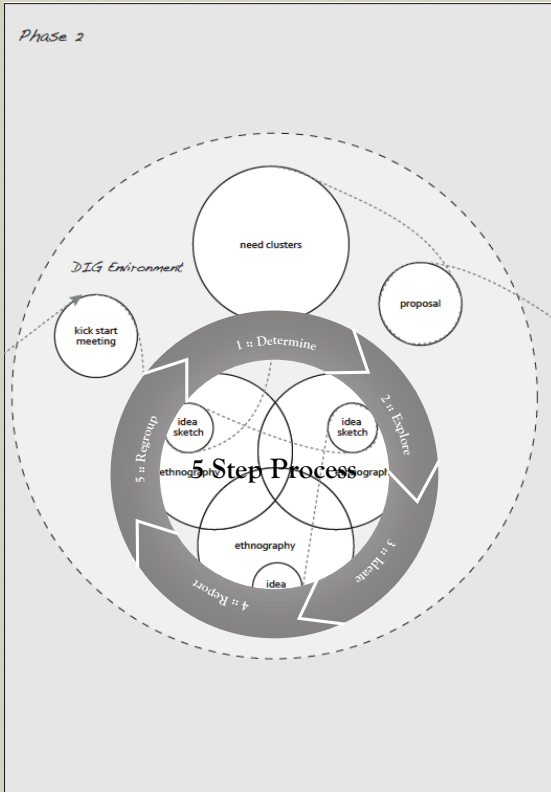 Phase 2
need clusters
DIG Environment
proposal
kick start
meeting
1 :: Determine
2 :: Explore
3 :: Ideate
4 :: Report
5 :: Regroup
idea
sketch
idea
sketch
ethnography
5 Step Process
ethnography
idea